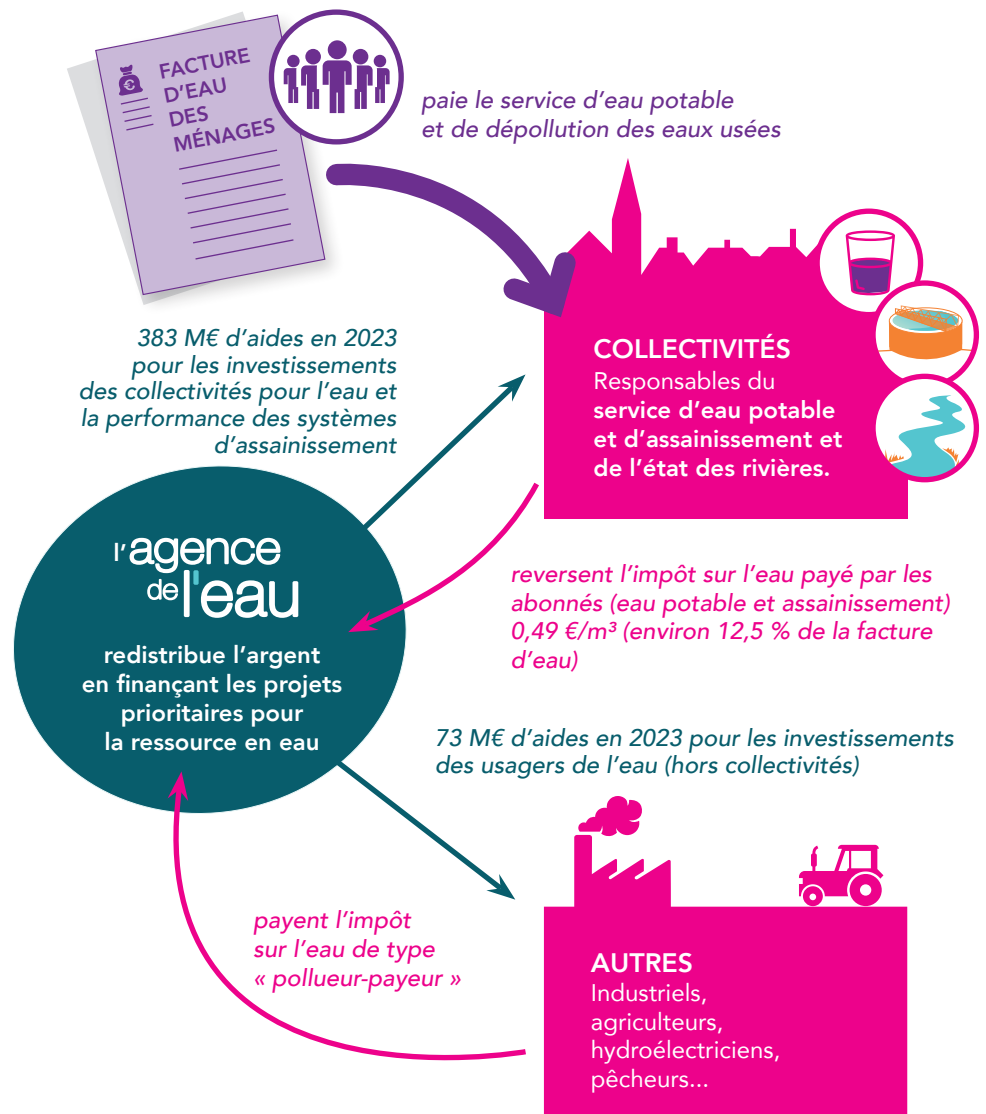 FACTURE
D’EAU
DES
MÉNAGES
€
paie le service d’eau potable
et de dépollution des eaux usées
383 M€ d’aides en 2023
pour les investissements
des collectivités pour l’eau et
la performance des systèmes
d’assainissement
COLLECTIVITÉS
Responsables du
service d’eau potable
et d’assainissement et
de l’état des rivières.
l’agence
de l’eau
redistribue l’argent
en finançant les projets
prioritaires pour
la ressource en eau
reversent l’impôt sur l’eau payé par les
abonnés (eau potable et assainissement)
0,49 €/m³ (environ 12,5 % de la facture
d’eau)
73 M€ d’aides en 2023 pour les investissements
des usagers de l’eau (hors collectivités)
payent l’impôt
sur l’eau de type
« pollueur-payeur »
AUTRES
Industriels,
agriculteurs,
hydroélectriciens,
pêcheurs...